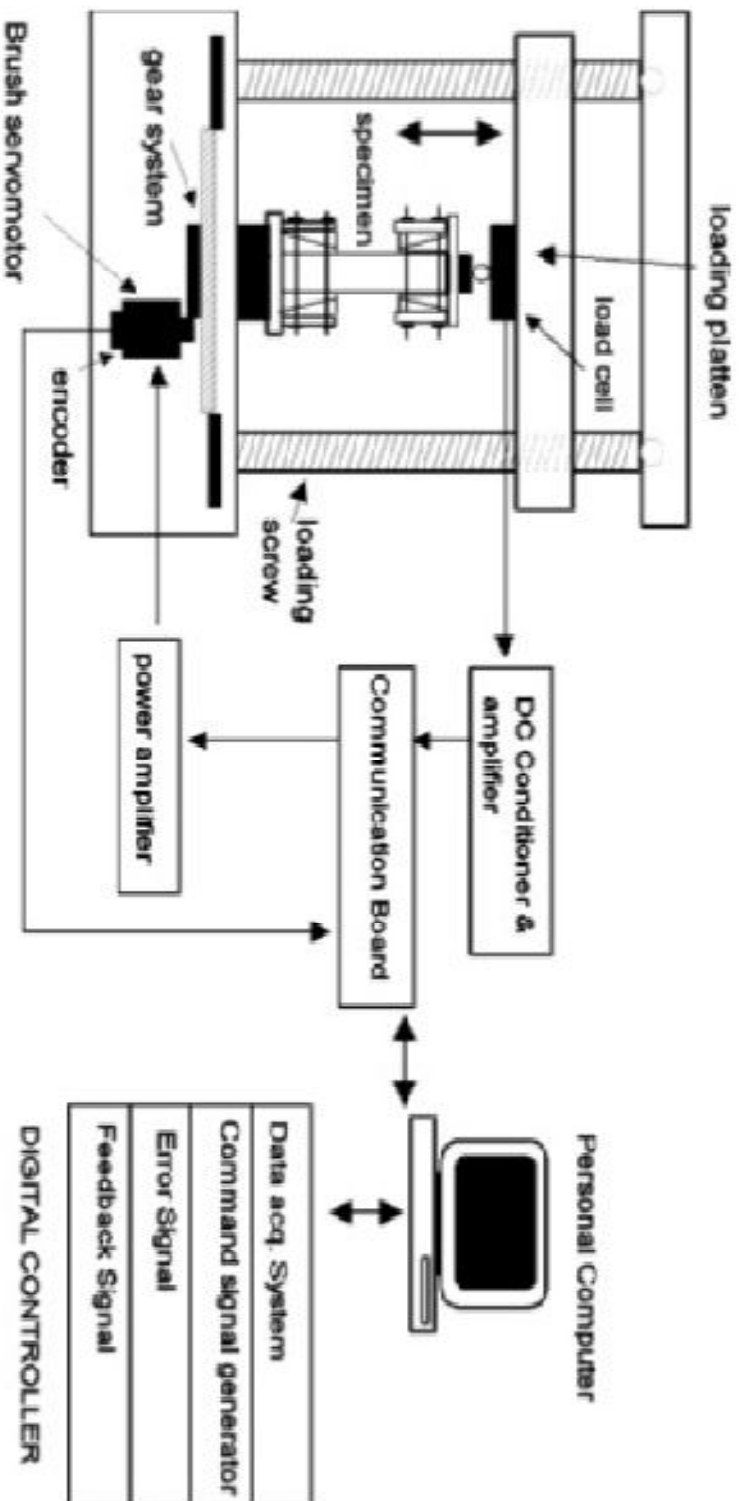 loading platten
load cell
specimen
gear system
Brush servomotor
encoder
loading
screw
DC Conditioner &
amplifier
Communication Board
power amplifier
Personal Computer
Data acq. System
Command signal generator
Error Signal
Feedback Signal
DIGITAL CONTROLLER